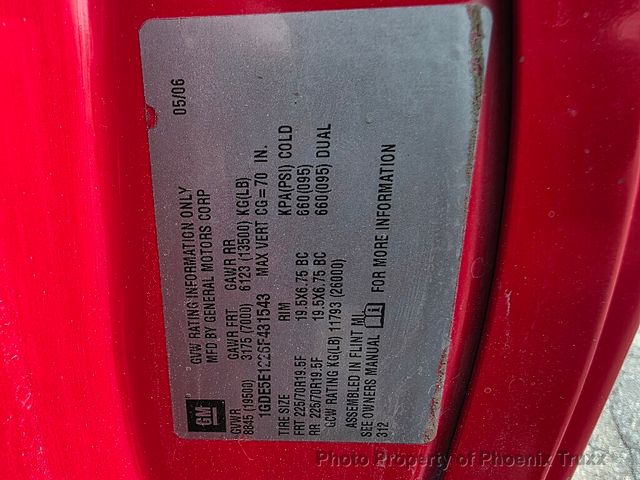 GM
GVW RATING INFORMATION ONLY 05/06
MFD BY GENERAL MOTORS CORP
GVWR GAWR FRT GAWR RR
8845 (19500) 3175 (7000) 6123 (13500) KG(LB)
1GDE5E122SF431543 MAX VERT CG=70 IN.
TIRE SIZE RIM KPA(PSI) COLD
FRT 225/70R19.5F 19.5X6.75 BC 660(095)
RR 225/70R19.5F 19.5X6.75 BC 660(095) DUAL
GCW RATING KG(LB) 11793 (26000)
ASSEMBLED IN FLINT MI.
SEE OWNERS MANUAL FOR MORE INFORMATION
312
Photo Property of Phoenix Truxx